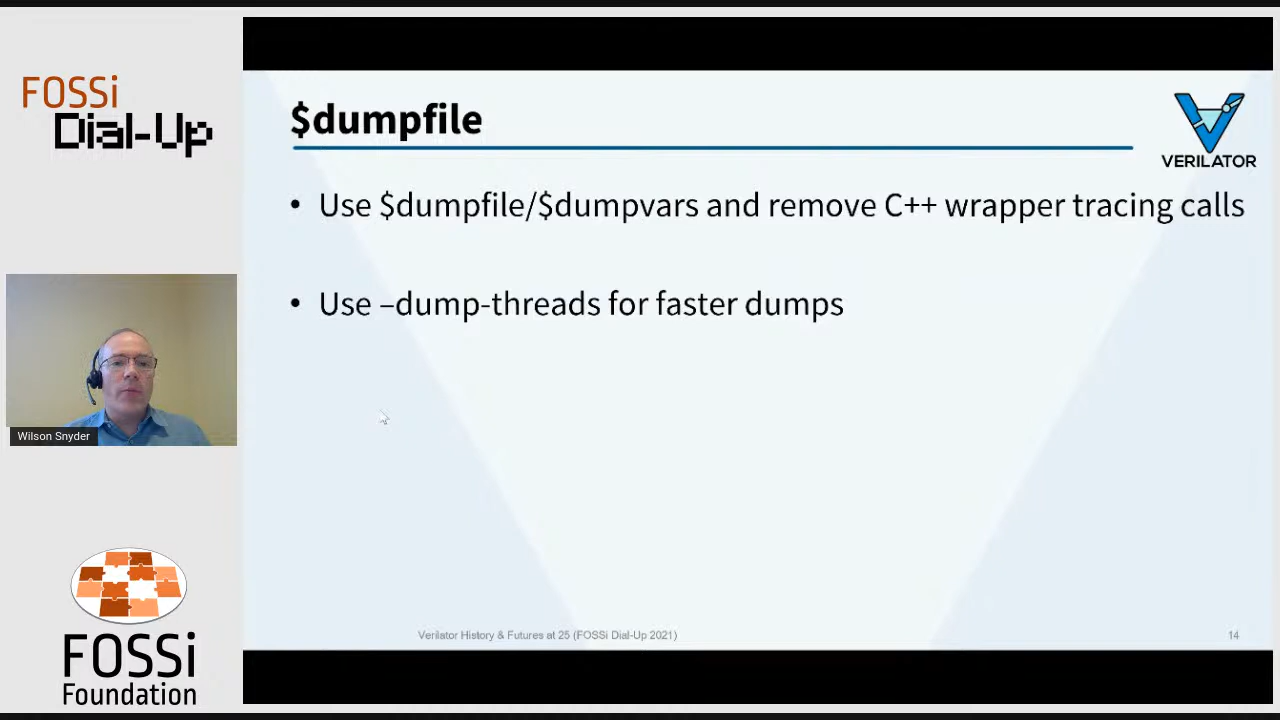 FOSSi
Dial-Up
$dumpfile
VERILATOR
• Use $dumpfile/$dumpvars and remove C++ wrapper tracing calls
• Use –dump-threads for faster dumps
Wilson Snyder
FOSSi
Foundation
Verilator History & Futures at 25 (FOSSi Dial-Up 2021)
14